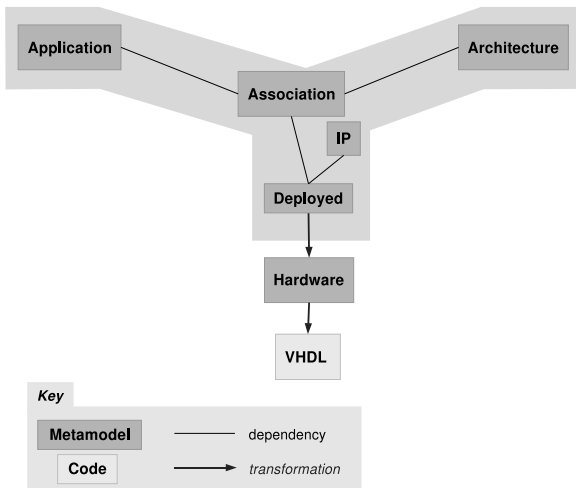 Application
Architecture
Association
IP
Deployed
Hardware
VHDL
Key
Metamodel
dependency
Code
transformation